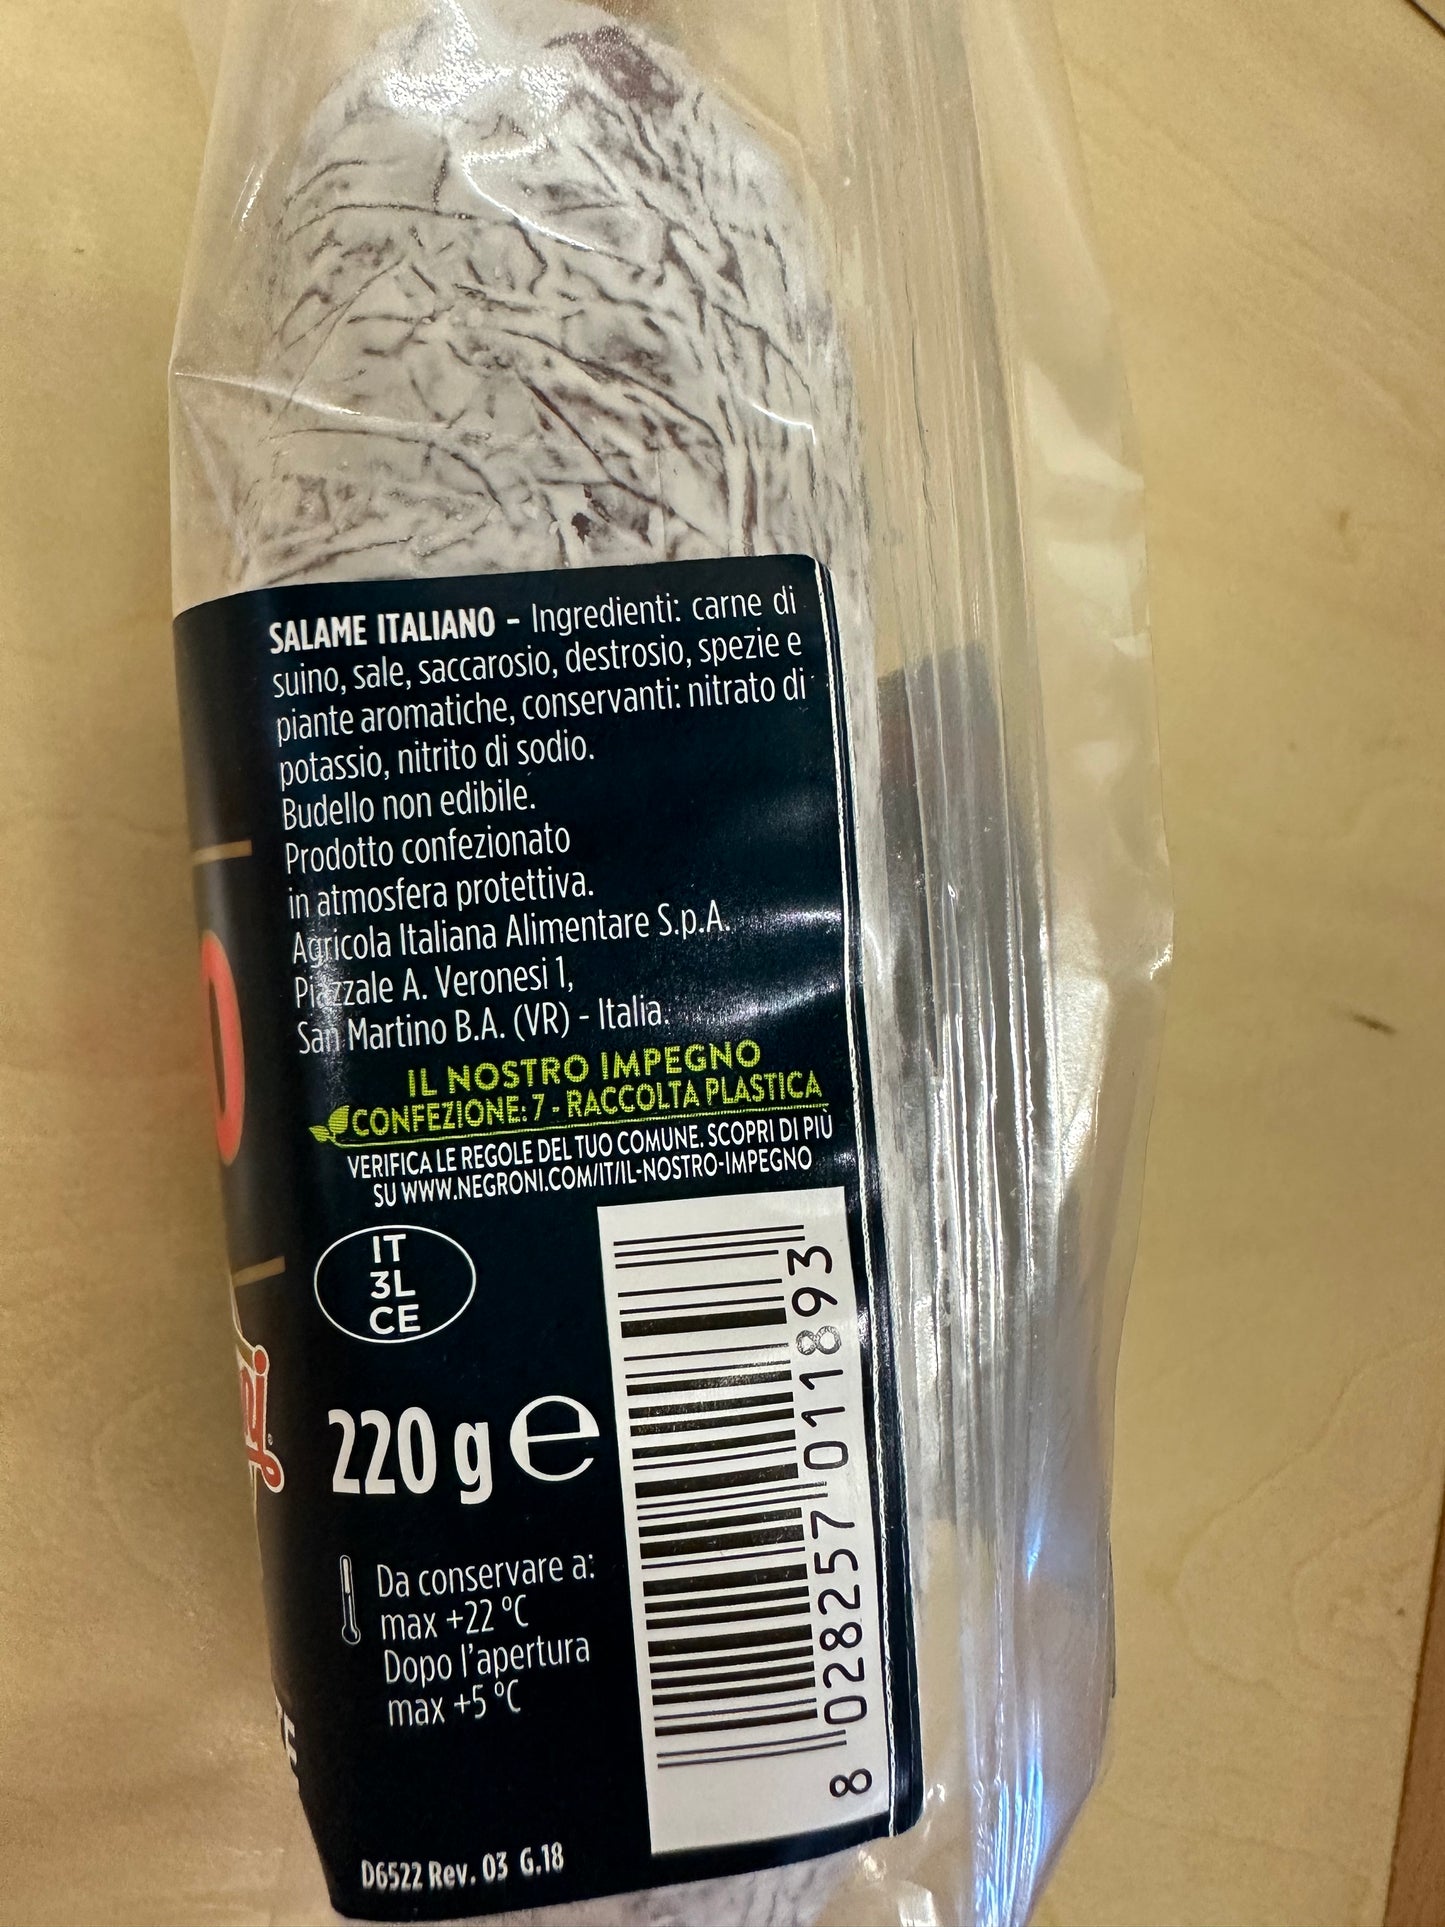 SALAME ITALIANO – Ingredienti: carne di
suino, sale, saccarosio, destrosio, spezie e
piante aromatiche, conservanti: nitrato di
potassio, nitrito di sodio.
Budello non edibile.
Prodotto confezionato
in atmosfera protettiva.
Agricola Italiana Alimentare S.p.A.
Piazzale A. Veronesi 1,
San Martino B.A. (VR) - Italia.
IL NOSTRO IMPEGNO
CONFEZIONE: 7 - RACCOLTA PLASTICA
VERIFICA LE REGOLE DEL TUO COMUNE. SCOPRI DI PIÙ
SU WWW.NEGRONI.COM/IT/IL-NOSTRO-IMPEGNO
IT
3L
CE
220 g e
Da conservare a:
max +22 °C
Dopo l'apertura
max +5 °C
D6522 Rev. 03 G.18
8 028257 011893